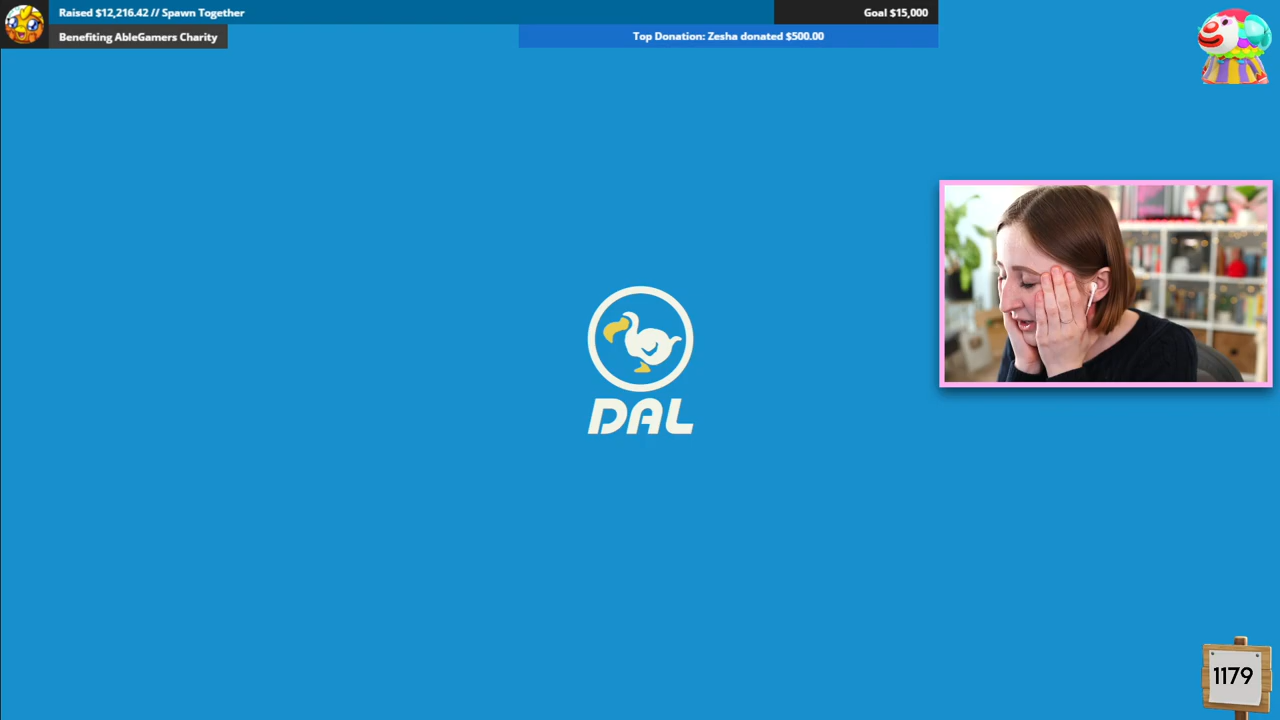 Raised $12,216.42 // Spawn Together
Goal $15,000
Benefiting AbleGamers Charity
Top Donation: Zesha donated $500.00
DAL
1179